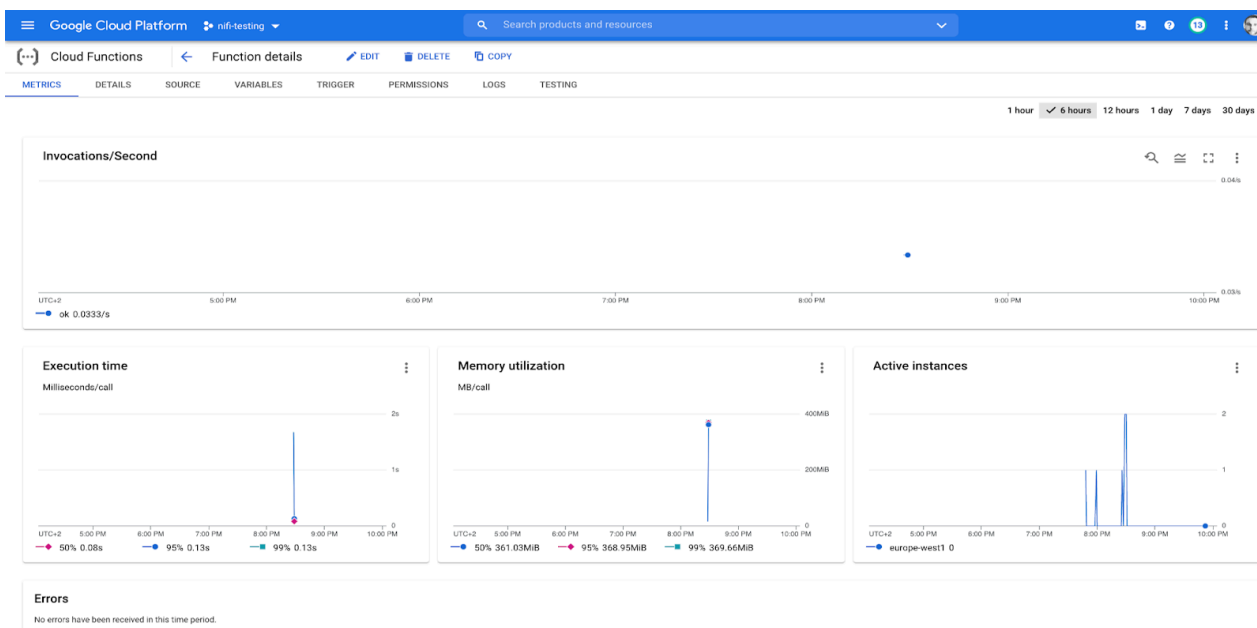 Google Cloud Platform nifi-testing Search products and resources 13
Cloud Functions Function details EDIT DELETE COPY
METRICS DETAILS SOURCE VARIABLES TRIGGER PERMISSIONS LOGS TESTING
1 hour 6 hours 12 hours 1 day 7 days 30 days
Invocations/Second
0.04/s
0.03/s
UTC+2 5:00 PM 6:00 PM 7:00 PM 8:00 PM 9:00 PM 10:00 PM
ok 0.0333/s
Execution time
Milliseconds/call
2s
1s
0
UTC+2 5:00 PM 6:00 PM 7:00 PM 8:00 PM 9:00 PM 10:00 PM
50% 0.08s 95% 0.13s 99% 0.13s
Memory utilization
MB/call
400MiB
200MiB
0
UTC+2 5:00 PM 6:00 PM 7:00 PM 8:00 PM 9:00 PM 10:00 PM
50% 361.03MiB 95% 368.95MiB 99% 369.66MiB
Active instances
2
1
0
UTC+2 5:00 PM 6:00 PM 7:00 PM 8:00 PM 9:00 PM 10:00 PM
europe-west1 0
Errors
No errors have been received in this time period.